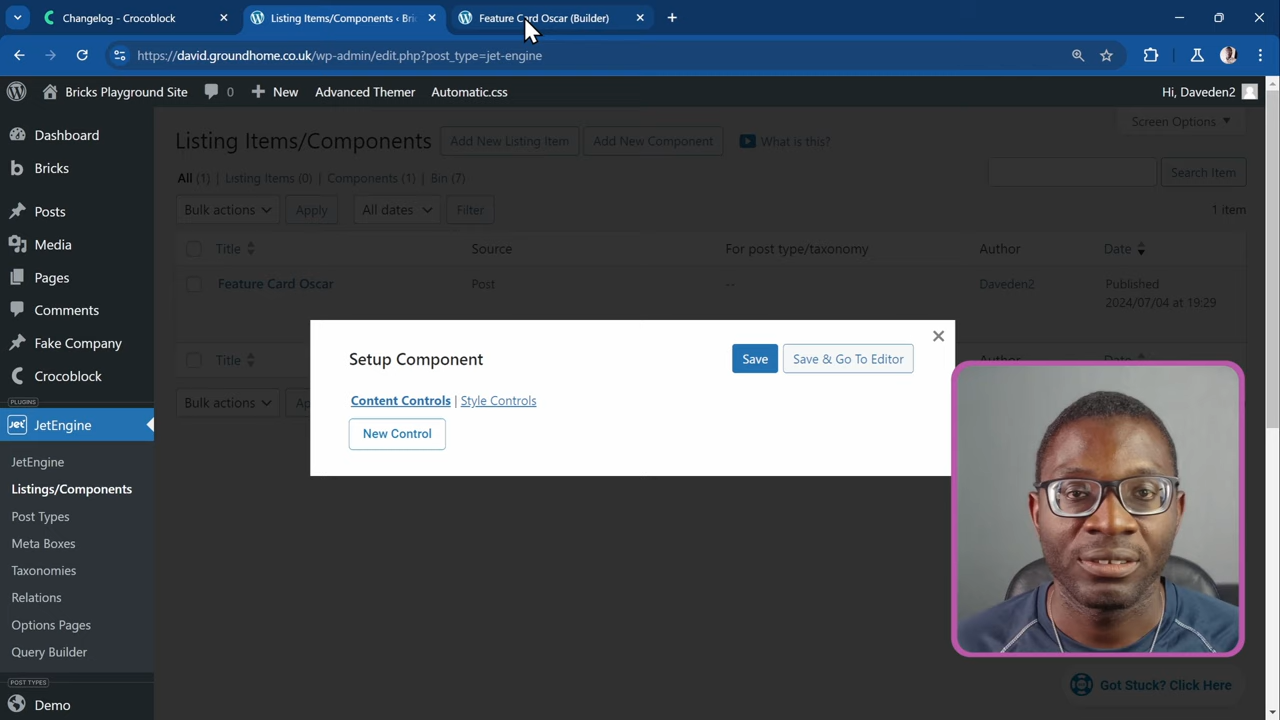 Changelog - Crocoblock
Listing Items/Components ‹ Bric
Feature Card Oscar (Builder)
https://david.groundhome.co.uk/wp-admin/edit.php?post_type=jet-engine
Bricks Playground Site
0
New
Advanced Themer
Automatic.css
Hi, Daveden2
Dashboard
Bricks
Posts
Media
Pages
Comments
Fake Company
Crocoblock
PLUGINS
JetEngine
JetEngine
Listings/Components
Post Types
Meta Boxes
Taxonomies
Relations
Options Pages
Query Builder
POST TYPES
Demo
Screen Options
Listing Items/Components
Add New Listing Item
Add New Component
What is this?
All (1) | Listing Items (0) | Components (1) | Bin (7)
Search Item
Bulk actions
Apply
All dates
Filter
1 item
Title
Source
For post type/taxonomy
Author
Date
Feature Card Oscar
Post
--
Daveden2
Published
2024/07/04 at 19:29
Title
Author
Date
Bulk actions
Setup Component
Save
Save & Go To Editor
Content Controls | Style Controls
New Control
Got Stuck? Click Here